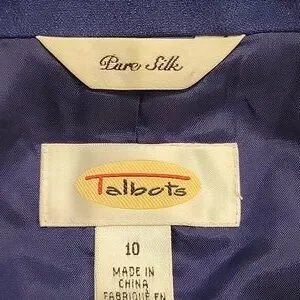 Pure Silk
Talbots
10
MADE IN
CHINA
FABRIQUÉ EN